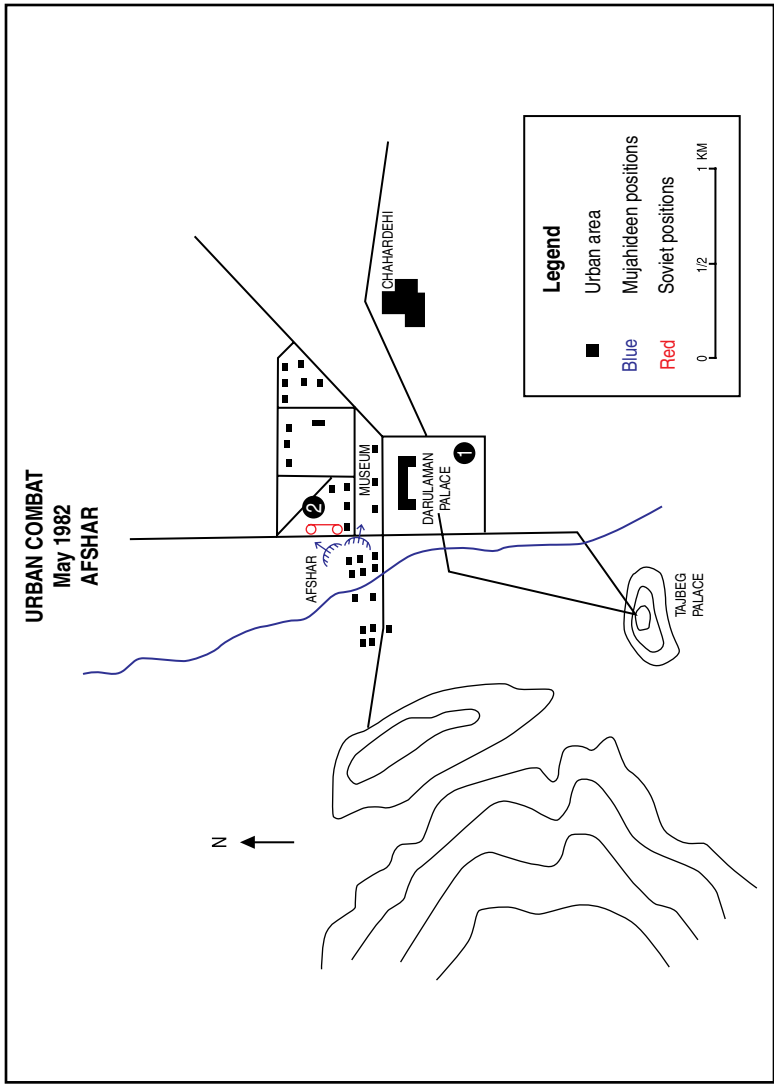 URBAN COMBAT
May 1982
AFSHAR
N
AFSHAR
2
MUSEUM
CHAHARDEHI
DARULAMAN
PALACE
1
TAJBEG
PALACE
Legend
Urban area
Blue Mujahideen positions
Red Soviet positions
0 1/2 1 KM